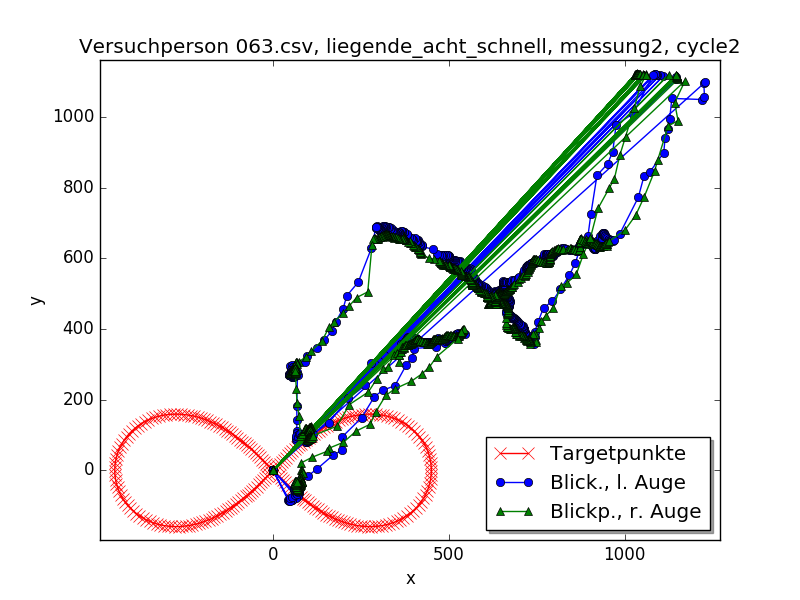 Versuchperson 063.csv, liegende_acht_schnell, messung2, cycle2
y
1000
800
600
400
200
0
0
500
1000
x
Targetpunkte
Blick., l. Auge
Blickp., r. Auge